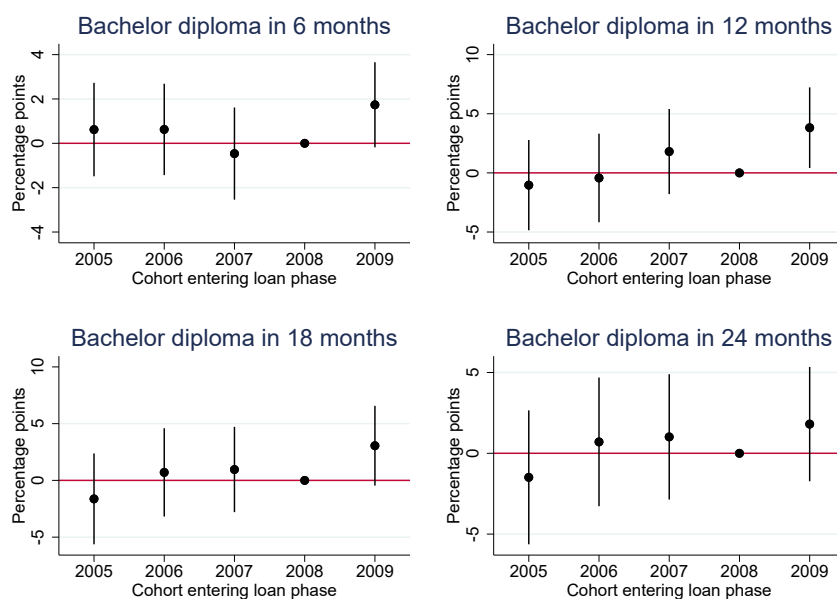 Bachelor diploma in 6 months
Percentage points
4
2
0
-2
-4
2005 2006 2007 2008 2009
Cohort entering loan phase
Bachelor diploma in 12 months
Percentage points
10
5
0
-5
2005 2006 2007 2008 2009
Cohort entering loan phase
Bachelor diploma in 18 months
Percentage points
10
5
0
-5
2005 2006 2007 2008 2009
Cohort entering loan phase
Bachelor diploma in 24 months
Percentage points
5
0
-5
2005 2006 2007 2008 2009
Cohort entering loan phase